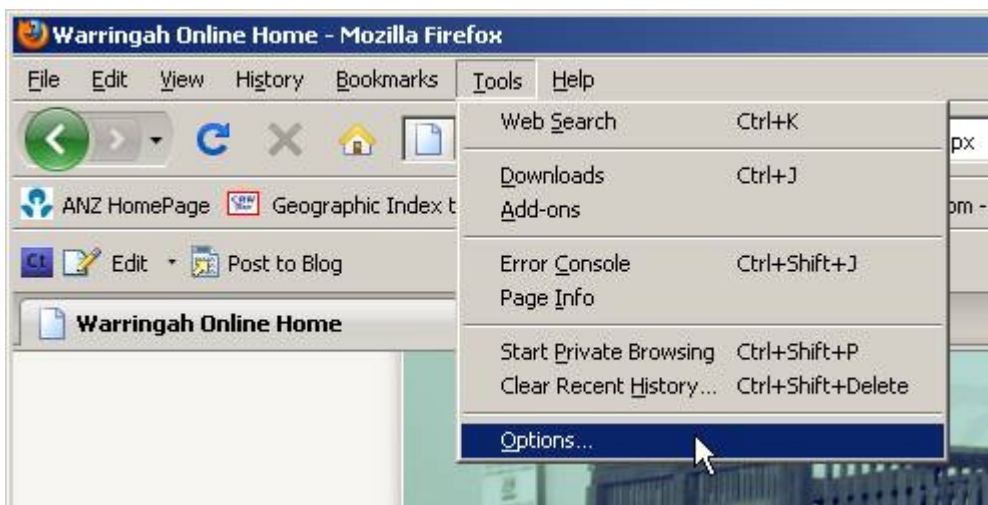 Warringah Online Home - Mozilla Firefox
File Edit View History Bookmarks Tools Help
Web Search Ctrl+K
px
Downloads Ctrl+J
ANZ HomePage Geographic Index t
Add-ons
om -
Ct Edit Post to Blog
Error Console Ctrl+Shift+J
Page Info
Warringah Online Home
Start Private Browsing Ctrl+Shift+P
Clear Recent History... Ctrl+Shift+Delete
Options...